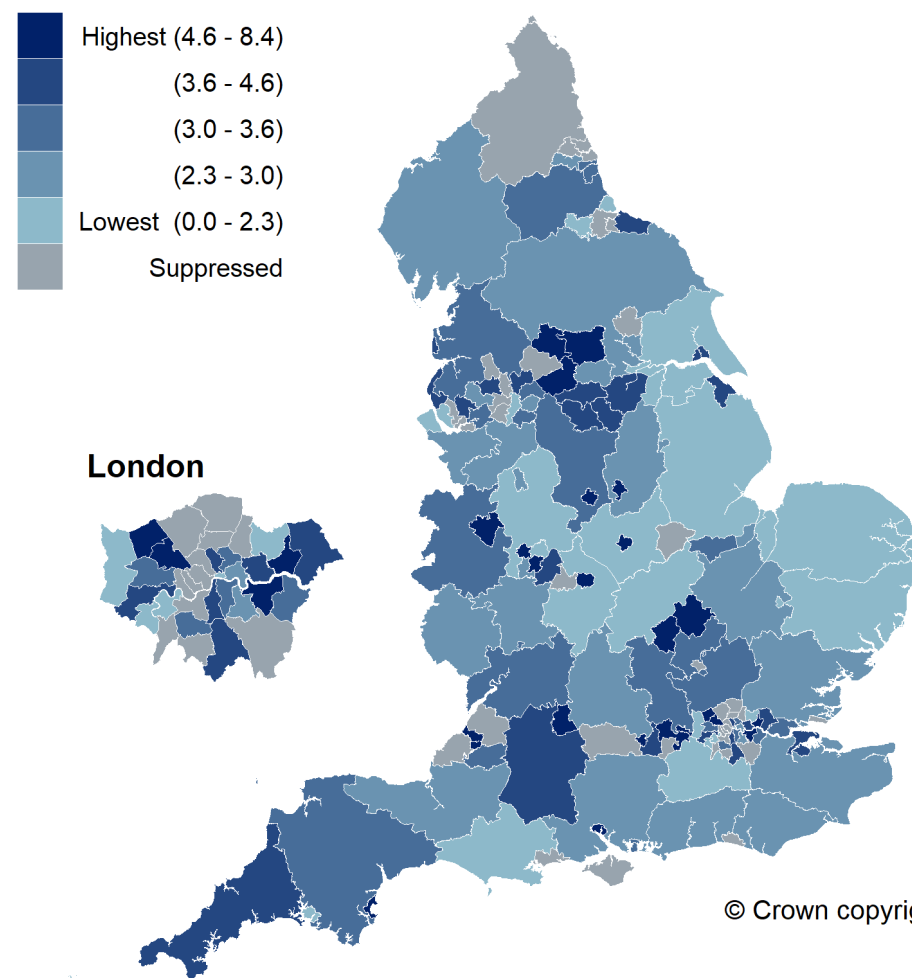 Highest (4.6 - 8.4)
(3.6 - 4.6)
(3.0 - 3.6)
(2.3 - 3.0)
Lowest (0.0 - 2.3)
Suppressed
London
© Crown copyrig